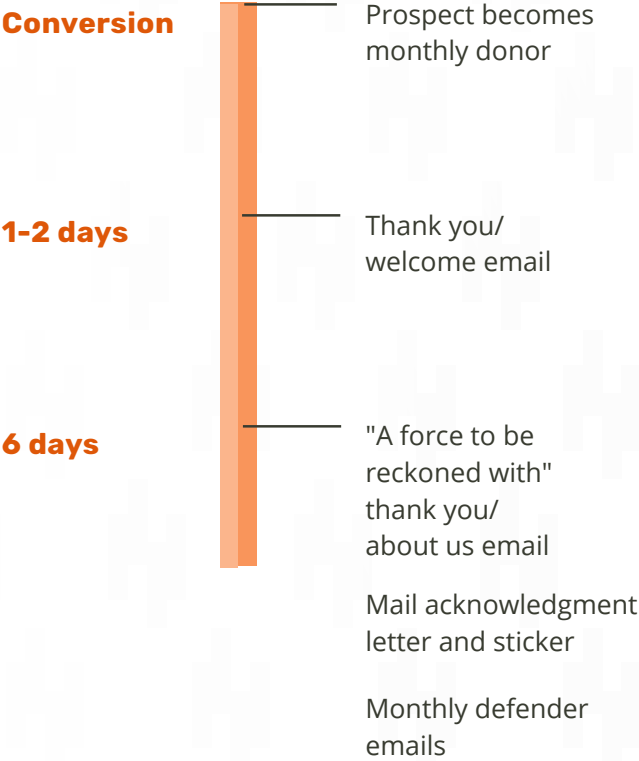 Conversion
Prospect becomes
monthly donor
1-2 days
Thank you/
welcome email
6 days
"A force to be
reckoned with"
thank you/
about us email
Mail acknowledgment
letter and sticker
Monthly defender
emails